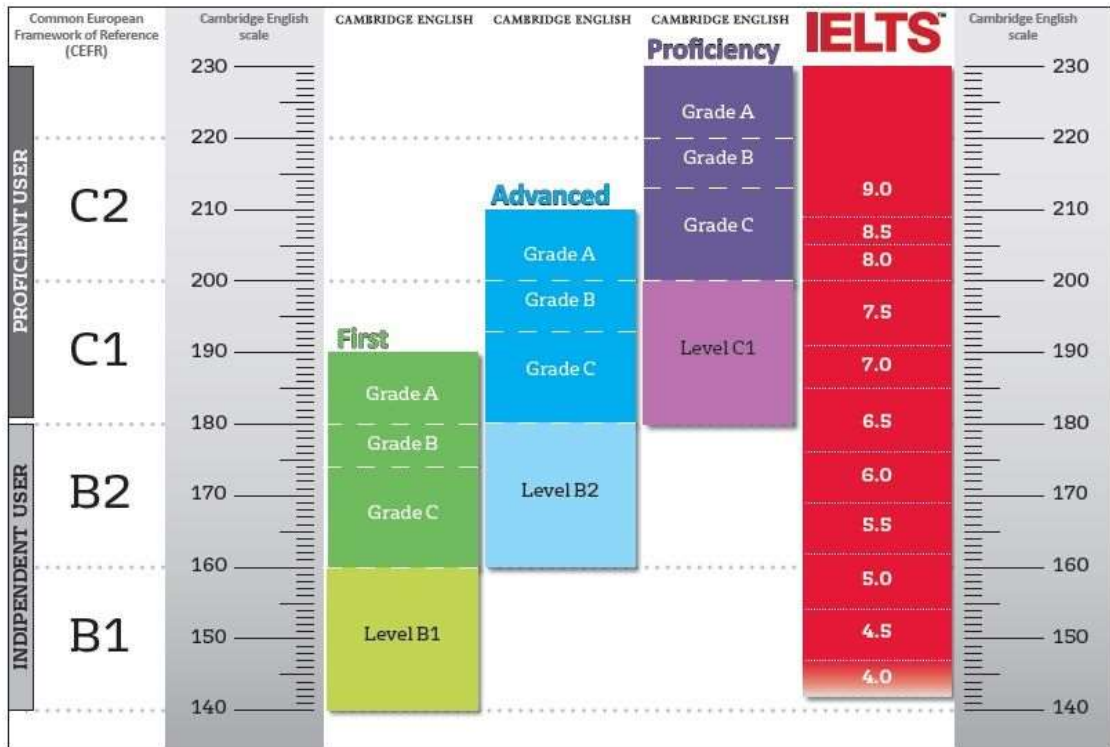 Common European
Framework of Reference
(CEFR)
Cambridge English
scale
CAMBRIDGE ENGLISH
CAMBRIDGE ENGLISH
CAMBRIDGE ENGLISH
IELTS™
Cambridge English
scale
PROFICIENT USER
INDIPENDENT USER
C2
C1
B2
B1
230
220
210
200
190
180
170
160
150
140
First
Grade A
Grade B
Grade C
Level B1
Advanced
Grade A
Grade B
Grade C
Level B2
Proficiency
Grade A
Grade B
Grade C
Level C1
9.0
8.5
8.0
7.5
7.0
6.5
6.0
5.5
5.0
4.5
4.0
230
220
210
200
190
180
170
160
150
140